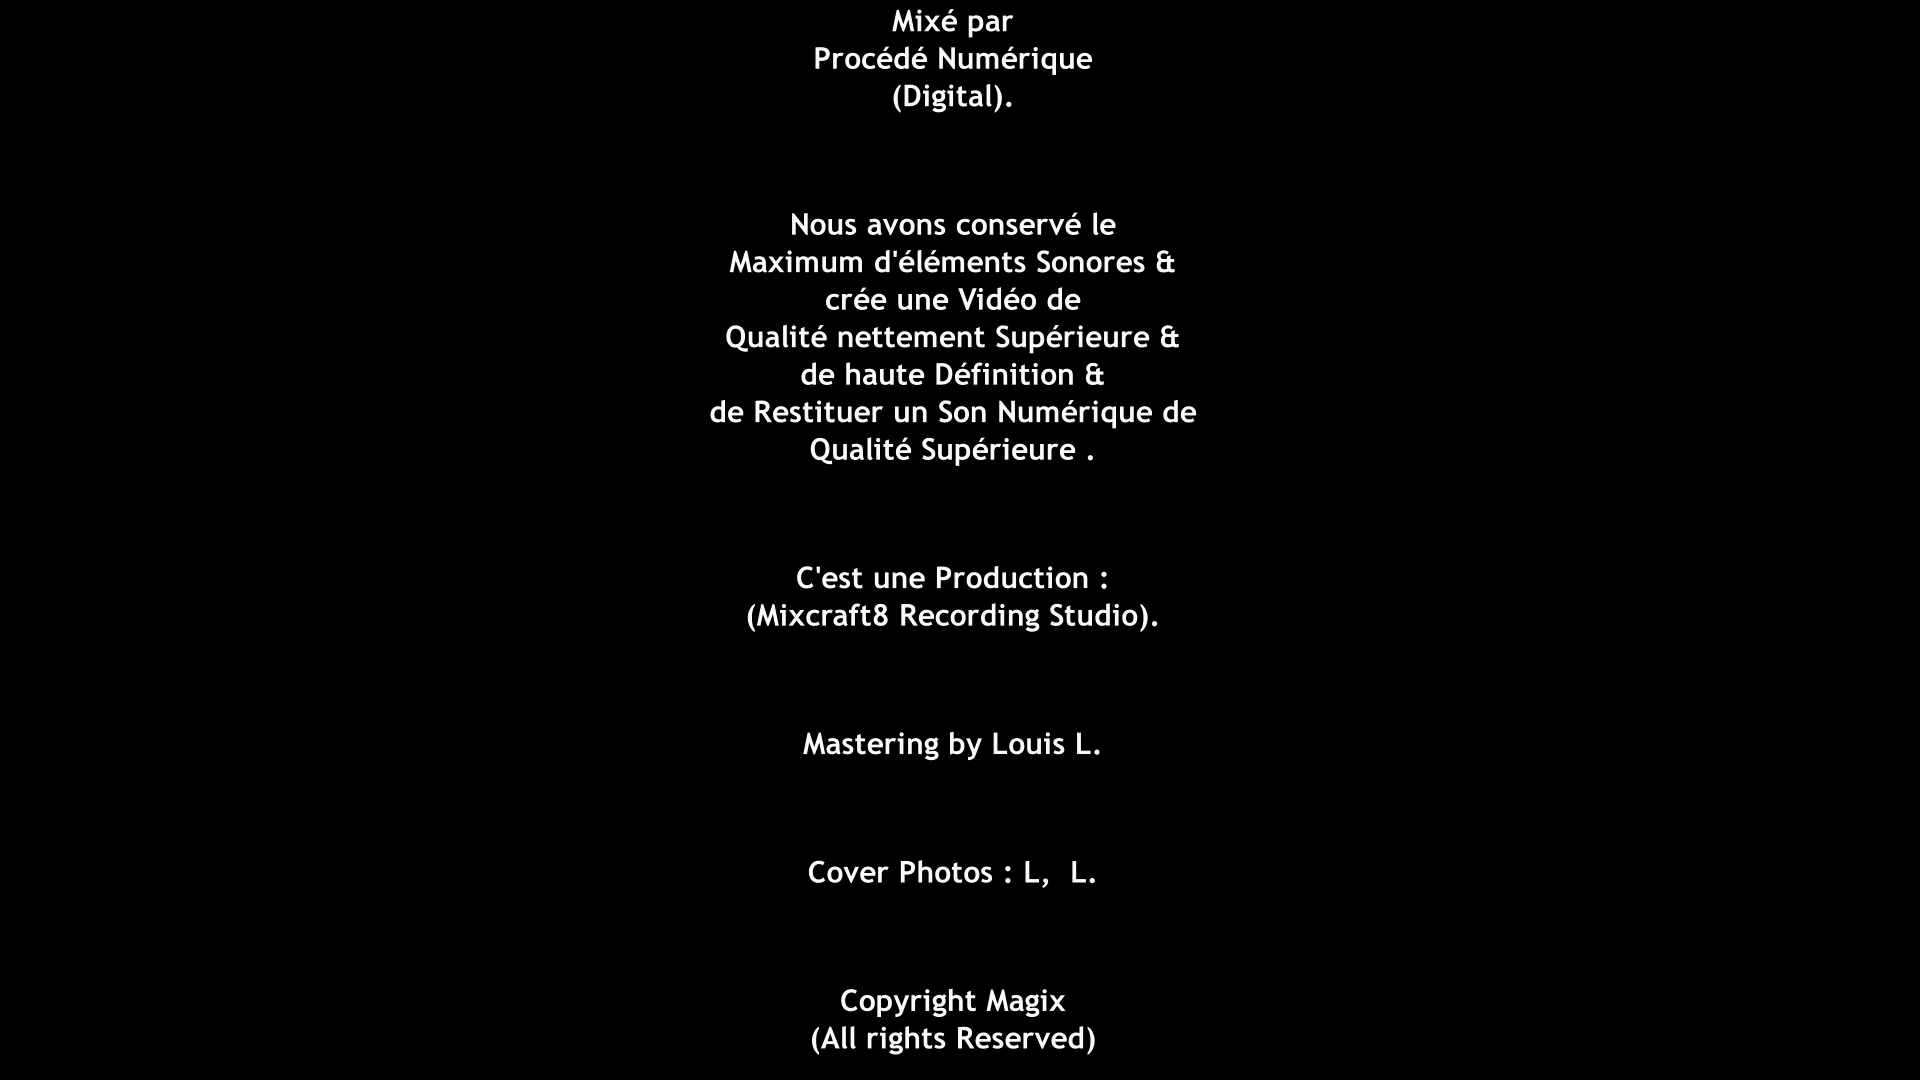 Mixé par
Procédé Numérique
(Digital).
Nous avons conservé le
Maximum d'éléments Sonores &
crée une Vidéo de
Qualité nettement Supérieure &
de haute Définition &
de Restituer un Son Numérique de
Qualité Supérieure .
C'est une Production :
(Mixcraft8 Recording Studio).
Mastering by Louis L.
Cover Photos : L,  L.
Copyright Magix
(All rights Reserved)